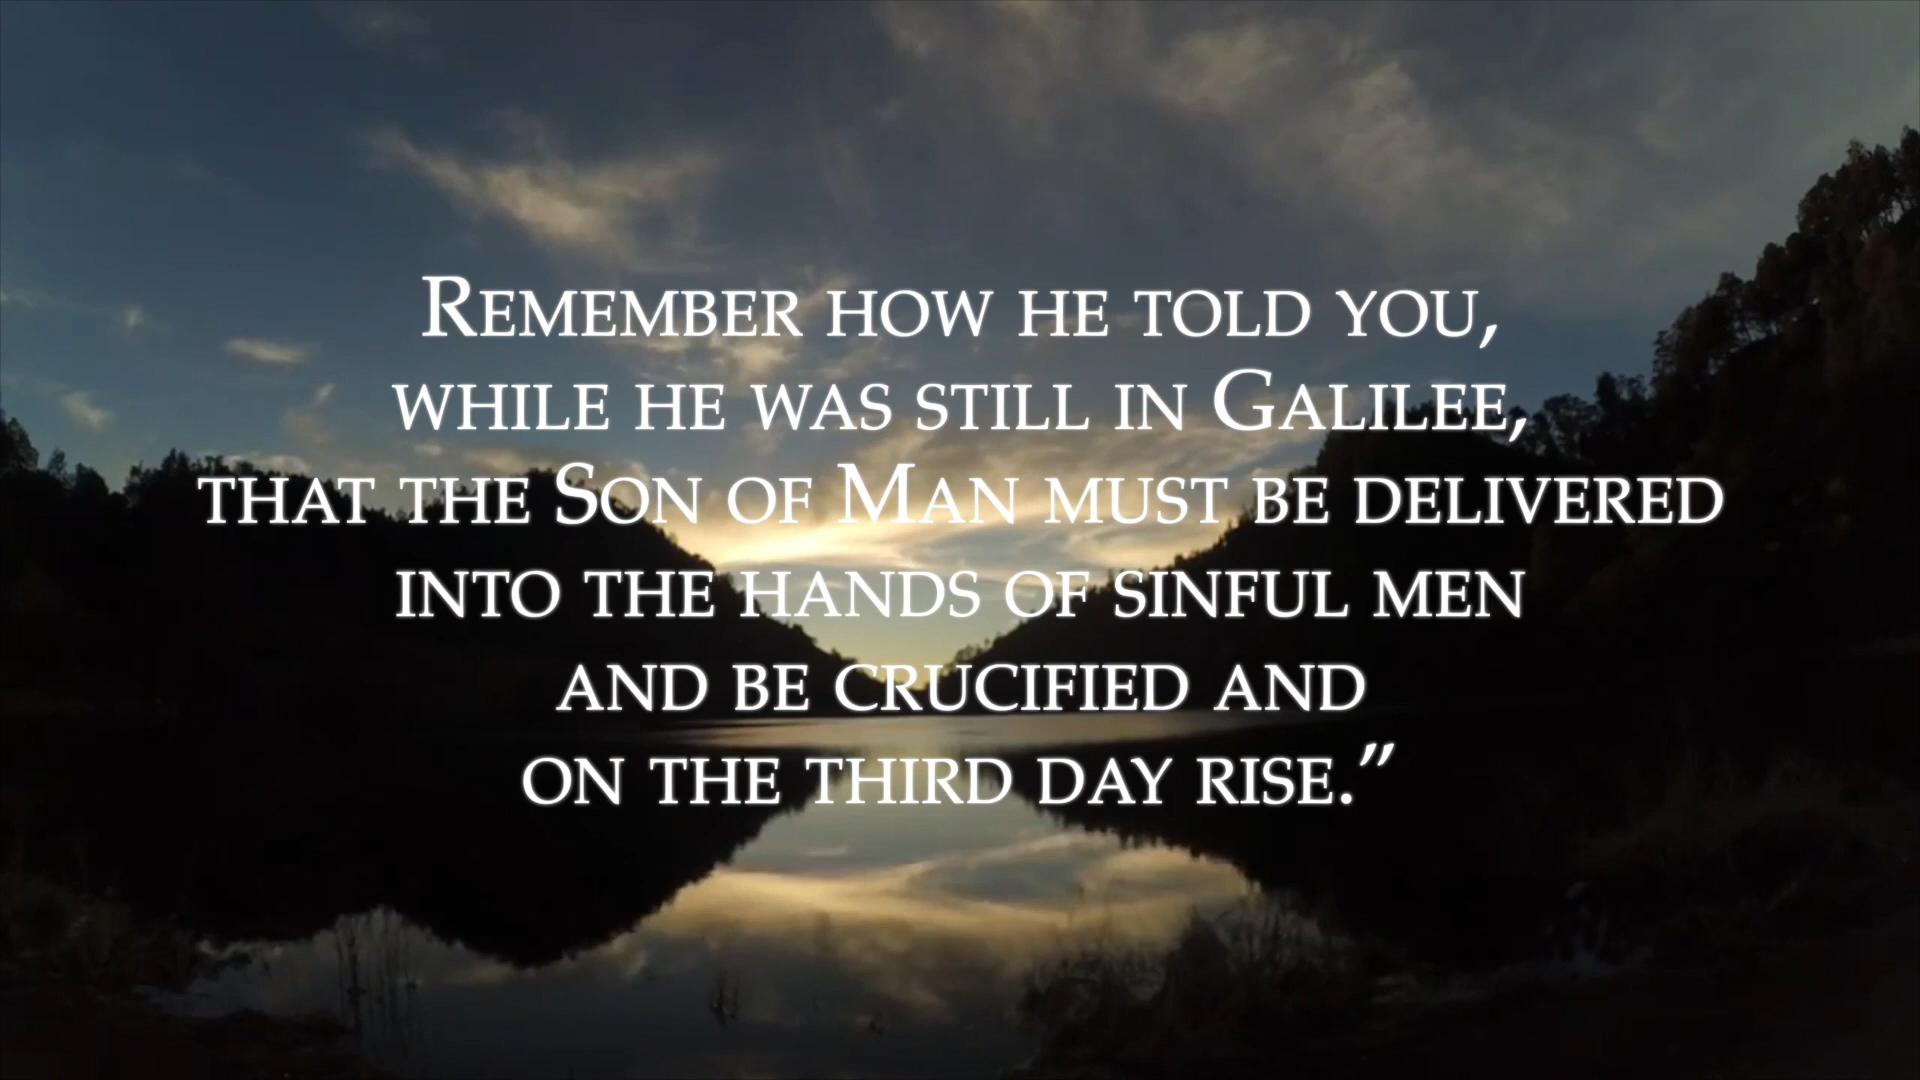 Remember how he told you,
while he was still in Galilee,
that the Son of Man must be delivered
into the hands of sinful men
and be crucified and
on the third day rise.”